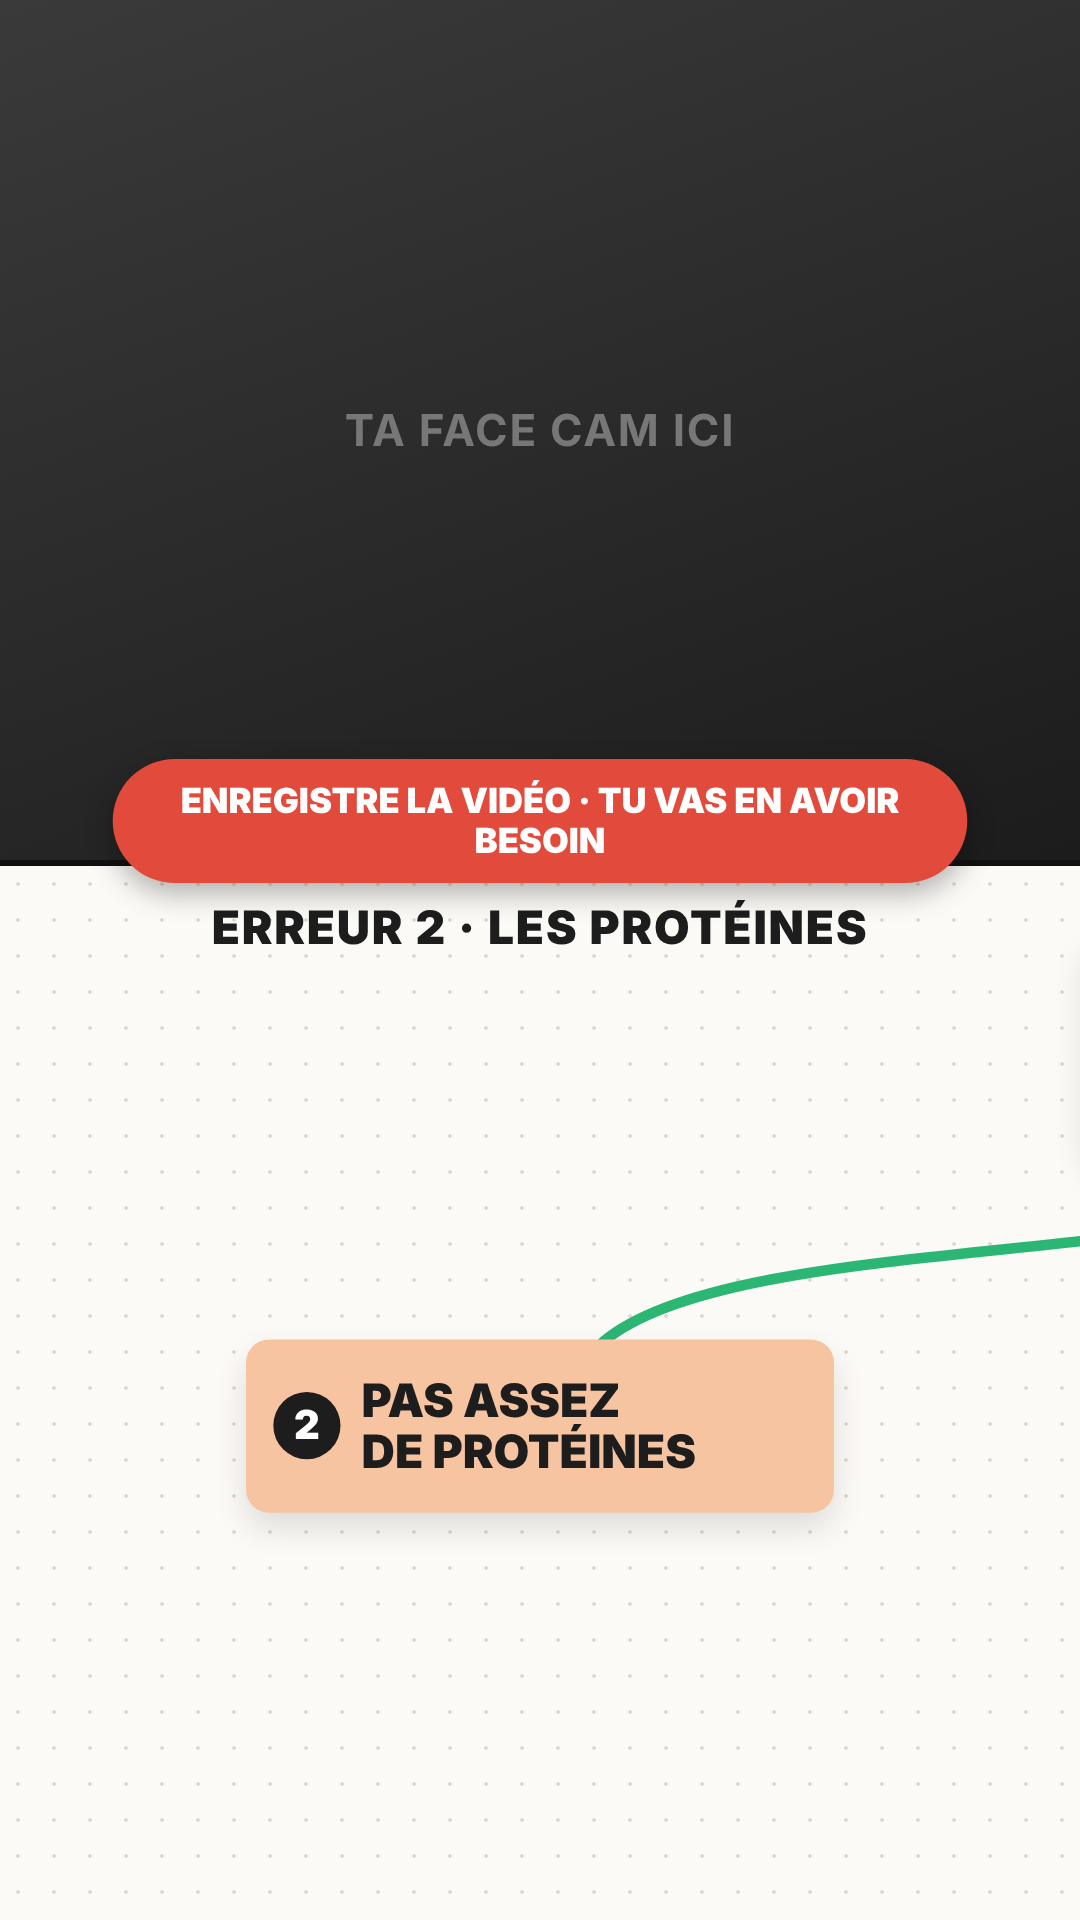 TA FACE CAM ICI
ENREGISTRE LA VIDÉO · TU VAS EN AVOIR
BESOIN
ERREUR 2 · LES PROTÉINES
2
PAS ASSEZ
DE PROTÉINES